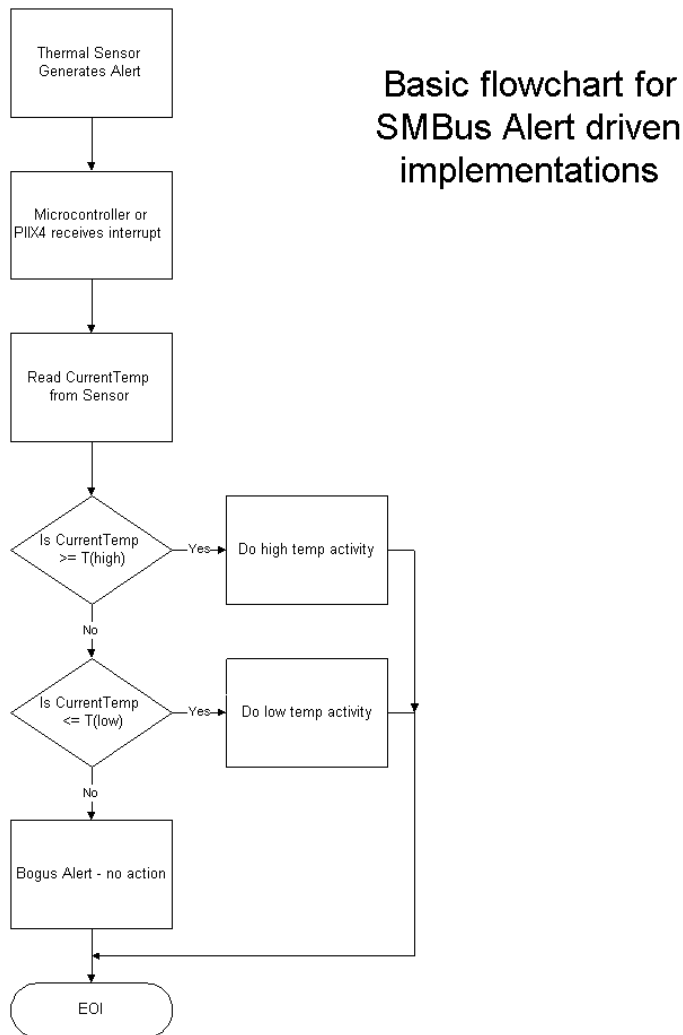 Basic flowchart for
SMBus Alert driven
implementations
Thermal Sensor
Generates Alert
Microcontroller or
PIIX4 receives interrupt
Read CurrentTemp
from Sensor
Is CurrentTemp
>= T(high)
Yes
Do high temp activity
No
Is CurrentTemp
<= T(low)
Yes
Do low temp activity
No
Bogus Alert - no action
EOI